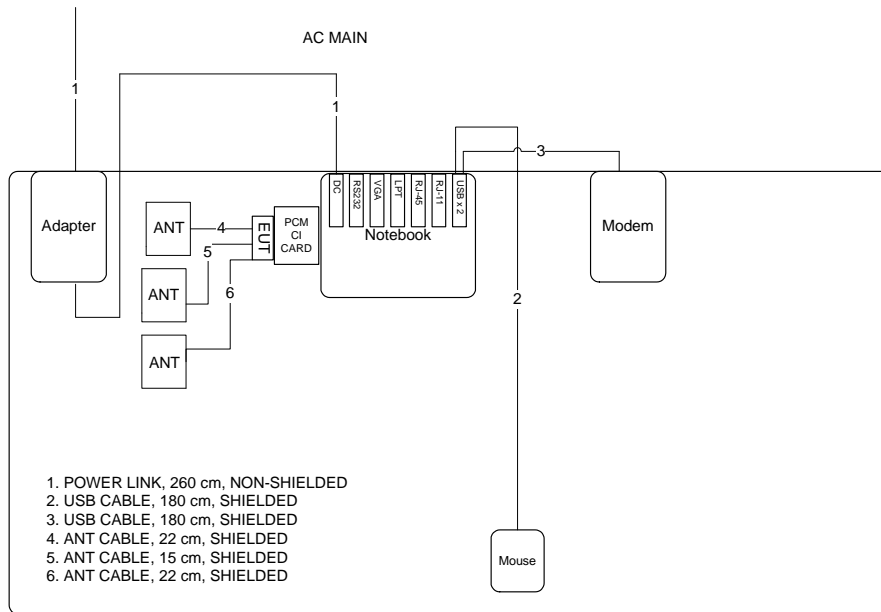 AC MAIN
1
1
3
DC
RS232
VGA
LPT
RJ-45
RJ-11
USB x 2
Adapter
ANT
4
EUT
PCM
CI
CARD
Notebook
Modem
5
ANT
6
2
ANT
1. POWER LINK, 260 cm, NON-SHIELDED
2. USB CABLE, 180 cm, SHIELDED
3. USB CABLE, 180 cm, SHIELDED
4. ANT CABLE, 22 cm, SHIELDED
5. ANT CABLE, 15 cm, SHIELDED
6. ANT CABLE, 22 cm, SHIELDED
Mouse